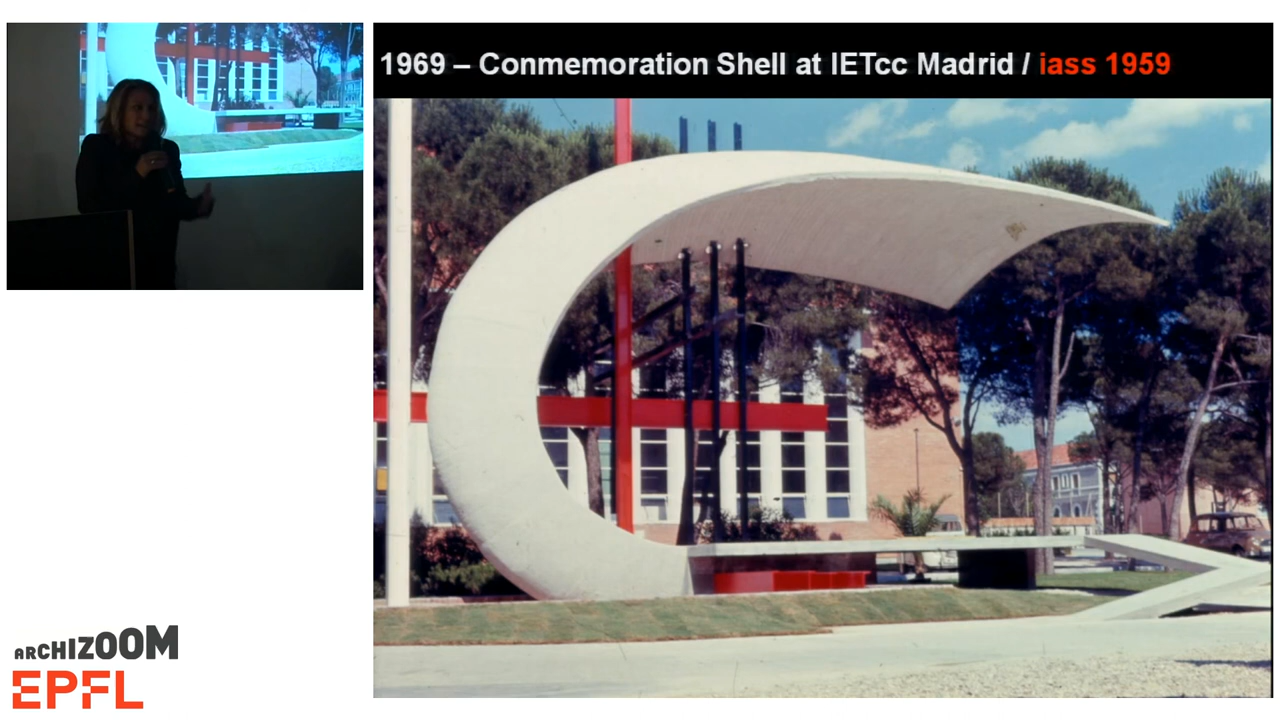 1969 – Conmemoration Shell at IETcc Madrid / iass 1959
ARCHIZOOM
EPFL